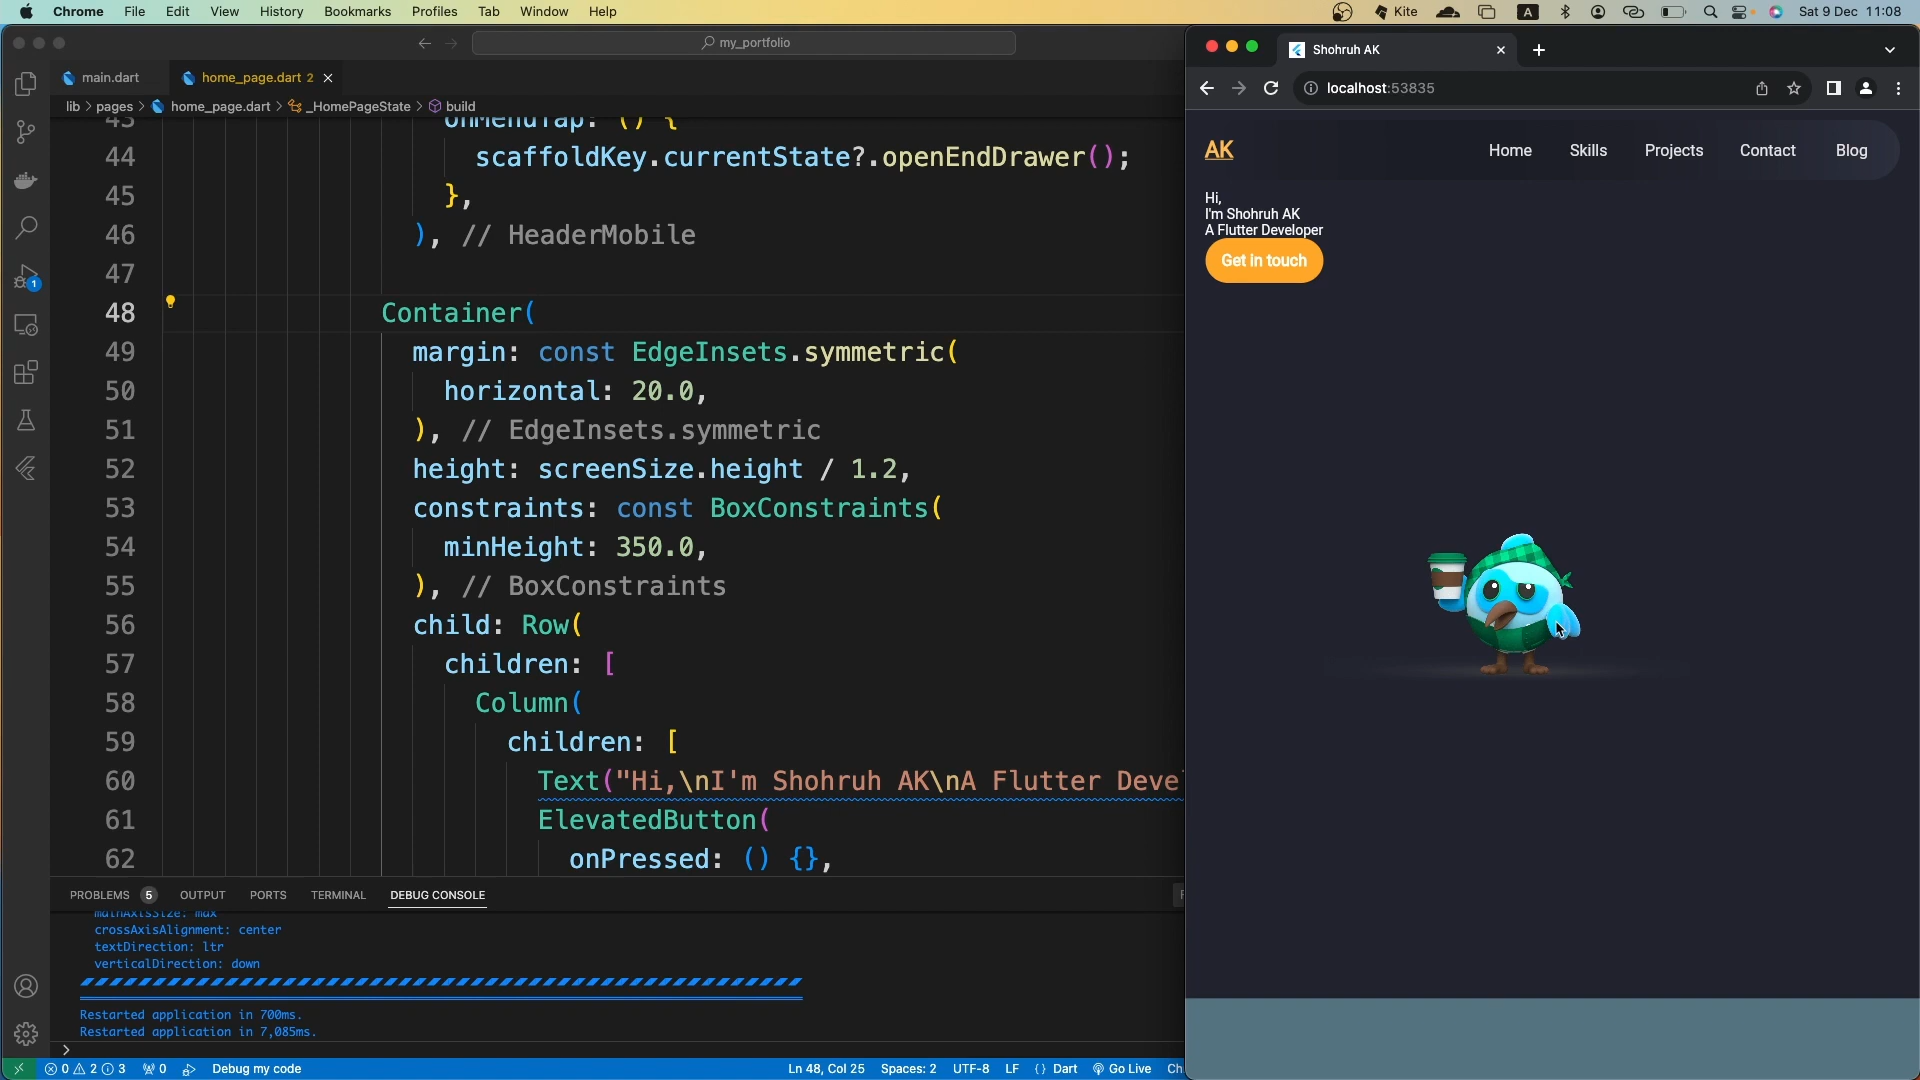 Chrome File Edit View History Bookmarks Profiles Tab Window Help Kite A Sat 9 Dec 11:08
my_portfolio
main.dart home_page.dart 2
lib > pages > home_page.dart > _HomePageState > build
43 onMenuTap: () {
44 scaffoldKey.currentState?.openEndDrawer();
45 },
46 ), // HeaderMobile
47
48 Container(
49 margin: const EdgeInsets.symmetric(
50 horizontal: 20.0,
51 ), // EdgeInsets.symmetric
52 height: screenSize.height / 1.2,
53 constraints: const BoxConstraints(
54 minHeight: 350.0,
55 ), // BoxConstraints
56 child: Row(
57 children: [
58 Column(
59 children: [
60 Text("Hi,\nI'm Shohruh AK\nA Flutter Deve
61 ElevatedButton(
62 onPressed: () {},
1
PROBLEMS 5 OUTPUT PORTS TERMINAL DEBUG CONSOLE
mainAxisSize: max
crossAxisAlignment: center
textDirection: ltr
verticalDirection: down
Restarted application in 700ms.
Restarted application in 7,085ms.
>
0 2 3 0 Debug my code Ln 48, Col 25 Spaces: 2 UTF-8 LF {} Dart Go Live Ch
Shohruh AK
localhost:53835
AK Home Skills Projects Contact Blog
Hi,
I'm Shohruh AK
A Flutter Developer
Get in touch